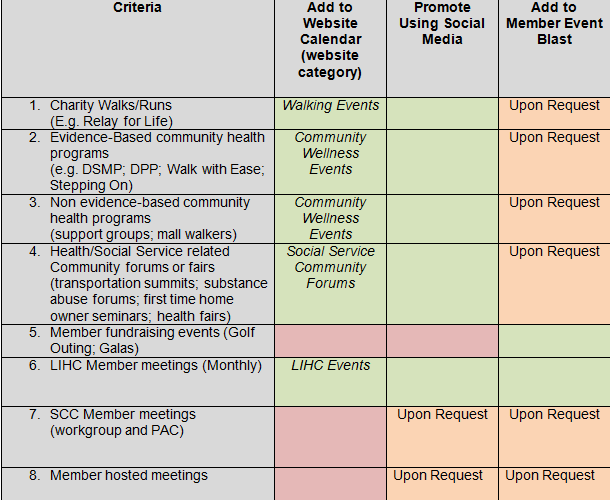 Criteria
Add to
Website
Calendar
(website
category)
Promote
Using Social
Media
Add to
Member Event
Blast
1. Charity Walks/Runs
(E.g. Relay for Life)
Walking Events
Upon Request
2. Evidence-Based community health
programs
(e.g. DSMP; DPP; Walk with Ease;
Stepping On)
Community
Wellness
Events
Upon Request
3. Non evidence-based community
health programs
(support groups; mall walkers)
Community
Wellness
Events
Upon Request
4. Health/Social Service related
Community forums or fairs
(transportation summits; substance
abuse forums; first time home
owner seminars; health fairs)
Social Service
Community
Forums
Upon Request
5. Member fundraising events (Golf
Outing; Galas)
6. LIHC Member meetings (Monthly)
LIHC Events
7. SCC Member meetings
(workgroup and PAC)
Upon Request
Upon Request
8. Member hosted meetings
Upon Request
Upon Request